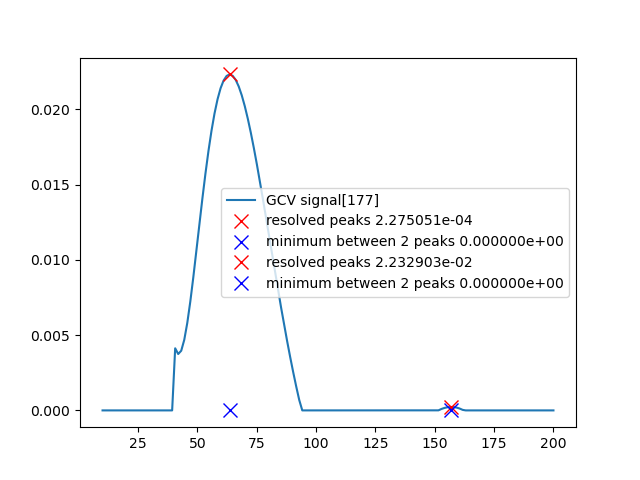 0.020
0.015
0.010
0.005
0.000
GCV signal[177]
resolved peaks 2.275051e-04
minimum between 2 peaks 0.000000e+00
resolved peaks 2.232903e-02
minimum between 2 peaks 0.000000e+00
25 50 75 100 125 150 175 200